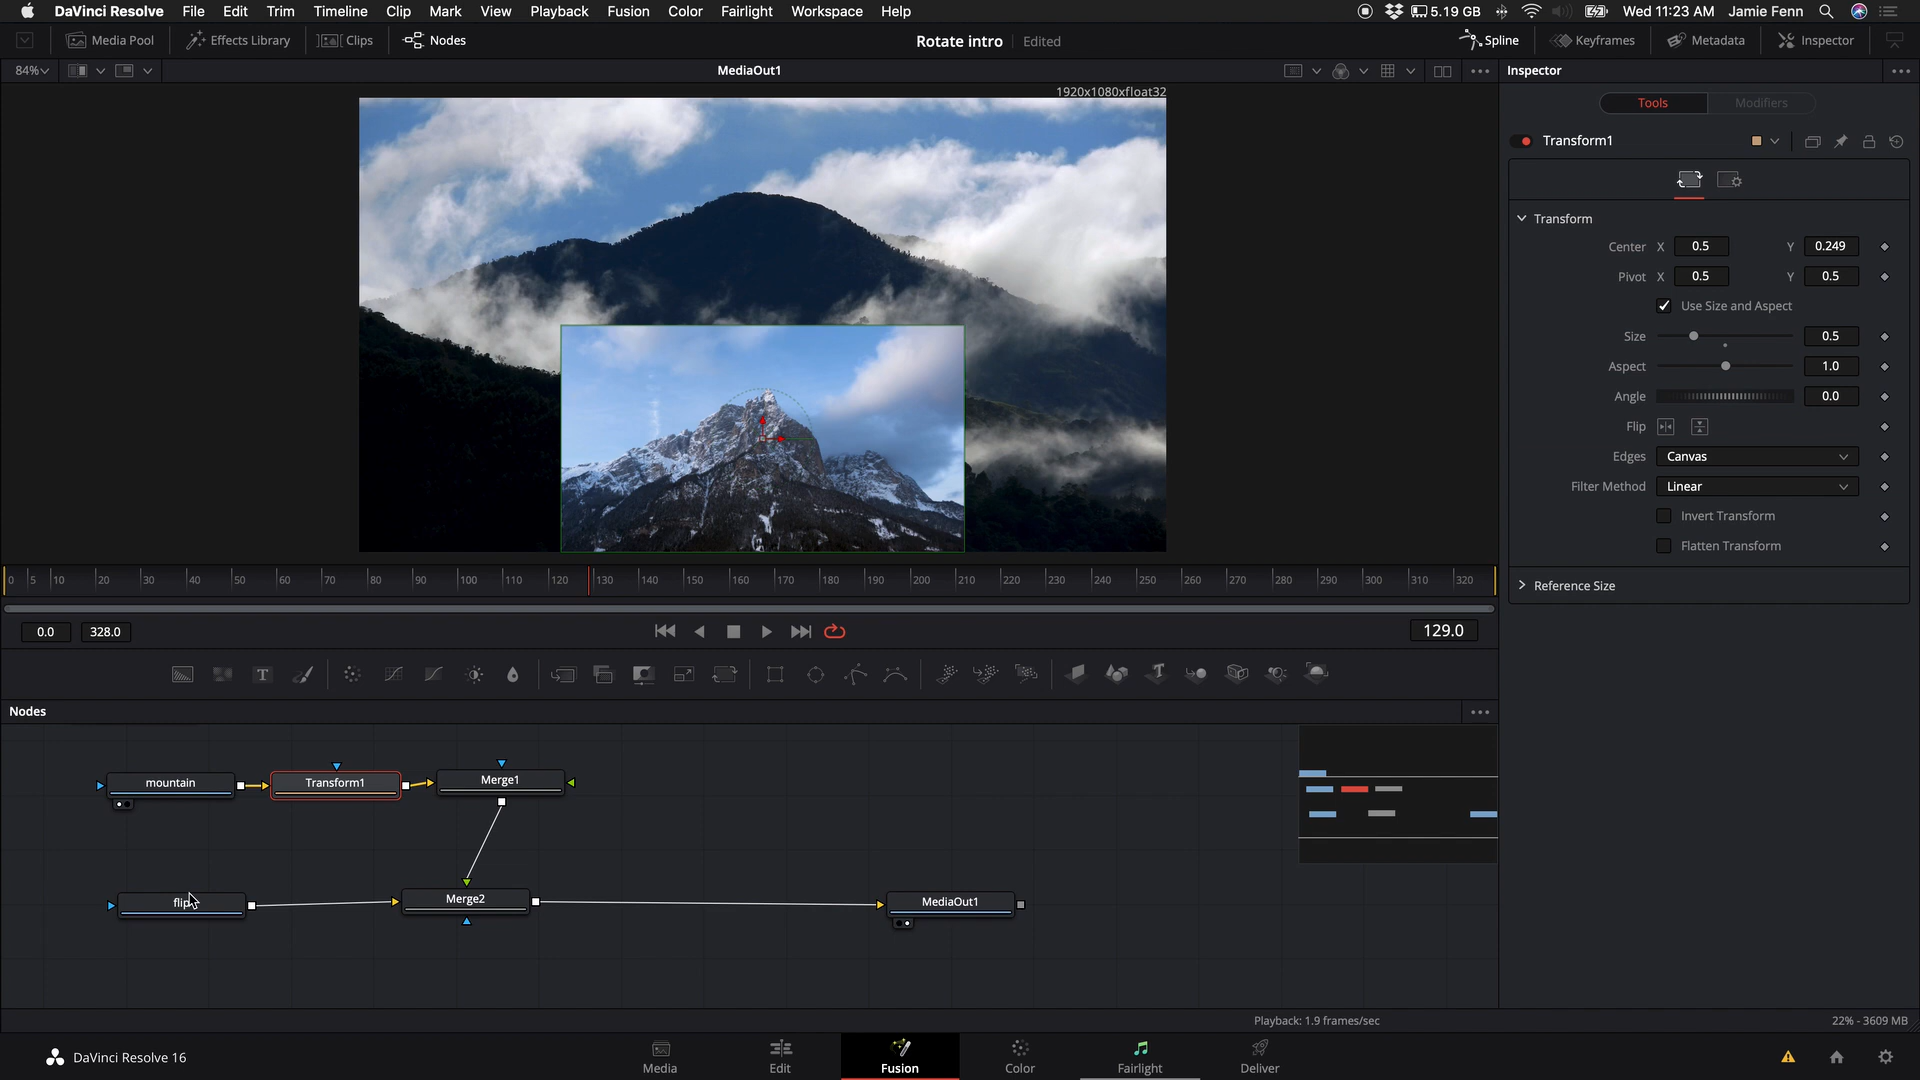 DaVinci Resolve File Edit Trim Timeline Clip Mark View Playback Fusion Color Fairlight Workspace Help 5.19 GB Wed 11:23 AM Jamie Fenn
Media Pool Effects Library Clips Nodes Rotate intro Edited Spline Keyframes Metadata Inspector
84% MediaOut1 Inspector
1920x1080xfloat32
Tools Modifiers
Transform1
Transform
Center X 0.5 Y 0.249
Pivot X 0.5 Y 0.5
Use Size and Aspect
Size 0.5
Aspect 1.0
Angle 0.0
Flip
Edges Canvas
Filter Method Linear
Invert Transform
Flatten Transform
Reference Size
0 5 10 20 30 40 50 60 70 80 90 100 110 120 130 140 150 160 170 180 190 200 210 220 230 240 250 260 270 280 290 300 310 320
0.0 328.0 129.0
T T
Nodes
mountain Transform1 Merge1
flip Merge2 MediaOut1
Playback: 1.9 frames/sec 22% - 3609 MB
DaVinci Resolve 16 Media Edit Fusion Color Fairlight Deliver